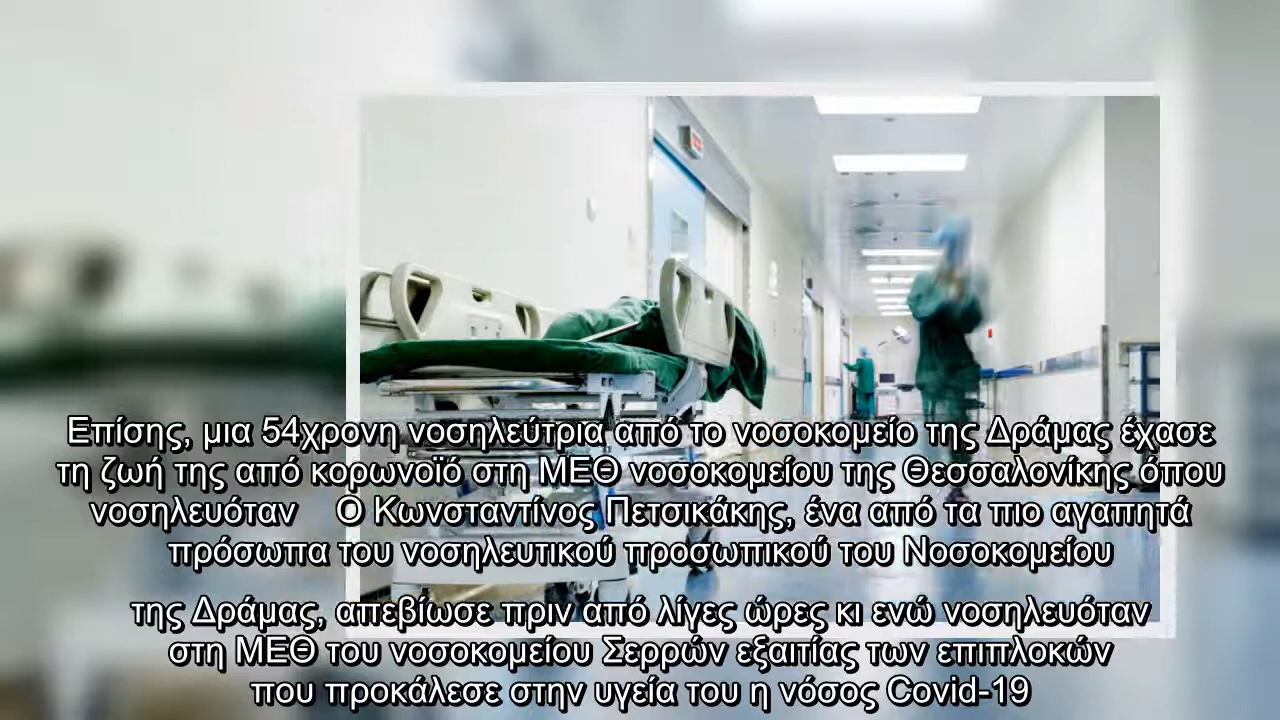 Επίσης, μια 54χρονη νοσηλεύτρια από το νοσοκομείο της Δράμας έχασε
τη ζωή της από κορωνοϊό στη ΜΕΘ νοσοκομείου της Θεσσαλονίκης όπου
νοσηλευόταν Ο Κωνσταντίνος Πετσικάκης, ένα από τα πιο αγαπητά
πρόσωπα του νοσηλευτικού προσωπικού του Νοσοκομείου
της Δράμας, απεβίωσε πριν από λίγες ώρες κι ενώ νοσηλευόταν
στη ΜΕΘ του νοσοκομείου Σερρών εξαιτίας των επιπλοκών
που προκάλεσε στην υγεία του η νόσος Covid-19